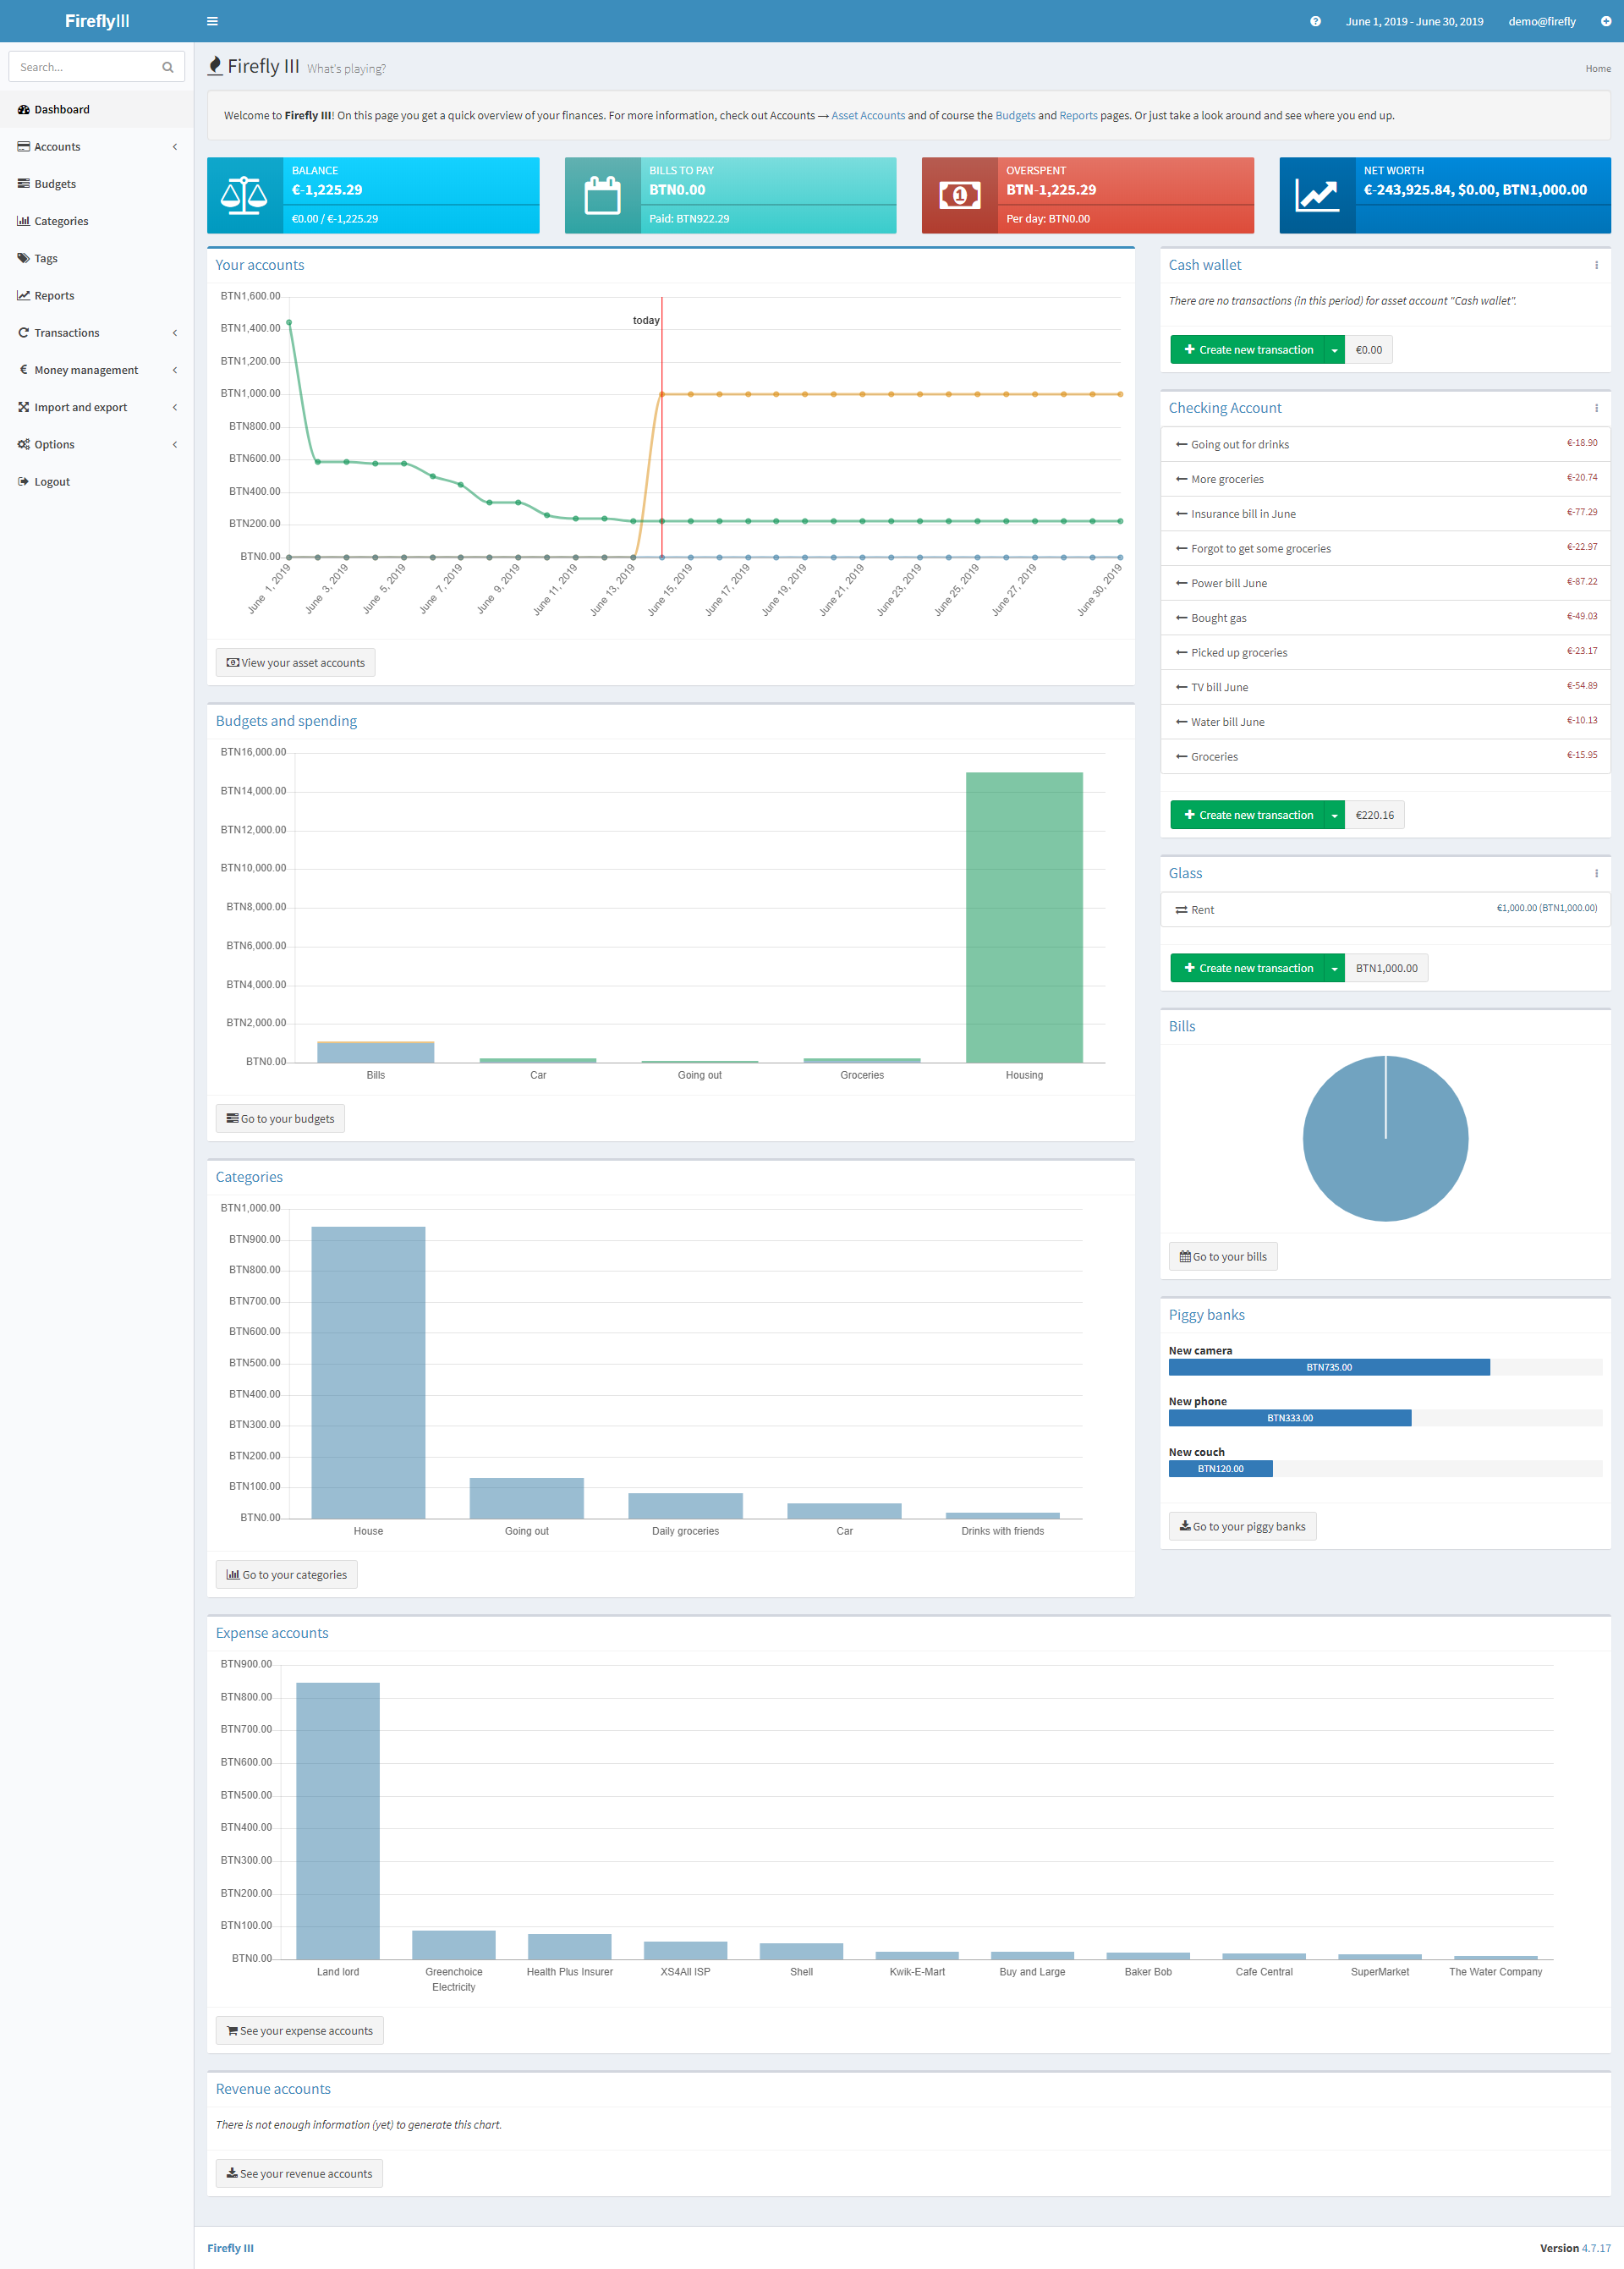 FireflyIII
June 1, 2019 - June 30, 2019
demo@firefly
Search...
Dashboard
Accounts
Budgets
Categories
Tags
Reports
Transactions
Money management
Import and export
Options
Logout
Firefly III What's playing?
Home
Welcome to Firefly III! On this page you get a quick overview of your finances. For more information, check out Accounts → Asset Accounts and of course the Budgets and Reports pages. Or just take a look around and see where you end up.
BALANCE
€-1,225.29
€0.00 / €-1,225.29
BILLS TO PAY
BTN0.00
Paid: BTN922.29
OVERSPENT
BTN-1,225.29
Per day: BTN0.00
NET WORTH
€-243,925.84, $0.00, BTN1,000.00
Your accounts
BTN1,600.00
BTN1,400.00
BTN1,200.00
BTN1,000.00
BTN800.00
BTN600.00
BTN400.00
BTN200.00
BTN0.00
today
June 1, 2019
June 3, 2019
June 5, 2019
June 7, 2019
June 9, 2019
June 11, 2019
June 13, 2019
June 15, 2019
June 17, 2019
June 19, 2019
June 21, 2019
June 23, 2019
June 25, 2019
June 27, 2019
June 30, 2019
View your asset accounts
Budgets and spending
BTN16,000.00
BTN14,000.00
BTN12,000.00
BTN10,000.00
BTN8,000.00
BTN6,000.00
BTN4,000.00
BTN2,000.00
BTN0.00
Bills
Car
Going out
Groceries
Housing
Go to your budgets
Categories
BTN1,000.00
BTN900.00
BTN800.00
BTN700.00
BTN600.00
BTN500.00
BTN400.00
BTN300.00
BTN200.00
BTN100.00
BTN0.00
House
Going out
Daily groceries
Car
Drinks with friends
Go to your categories
Cash wallet
There are no transactions (in this period) for asset account "Cash wallet".
Create new transaction
€0.00
Checking Account
Going out for drinks €-18.90
More groceries €-20.74
Insurance bill in June €-77.29
Forgot to get some groceries €-22.97
Power bill June €-87.22
Bought gas €-49.03
Picked up groceries €-23.17
TV bill June €-54.89
Water bill June €-10.13
Groceries €-15.95
Create new transaction
€220.16
Glass
Rent €1,000.00 (BTN1,000.00)
Create new transaction
BTN1,000.00
Bills
Go to your bills
Piggy banks
New camera
BTN735.00
New phone
BTN333.00
New couch
BTN120.00
Go to your piggy banks
Expense accounts
BTN900.00
BTN800.00
BTN700.00
BTN600.00
BTN500.00
BTN400.00
BTN300.00
BTN200.00
BTN100.00
BTN0.00
Land lord
Greenchoice
Electricity
Health Plus Insurer
XS4All ISP
Shell
Kwik-E-Mart
Buy and Large
Baker Bob
Cafe Central
SuperMarket
The Water Company
See your expense accounts
Revenue accounts
There is not enough information (yet) to generate this chart.
See your revenue accounts
Firefly III
Version 4.7.17